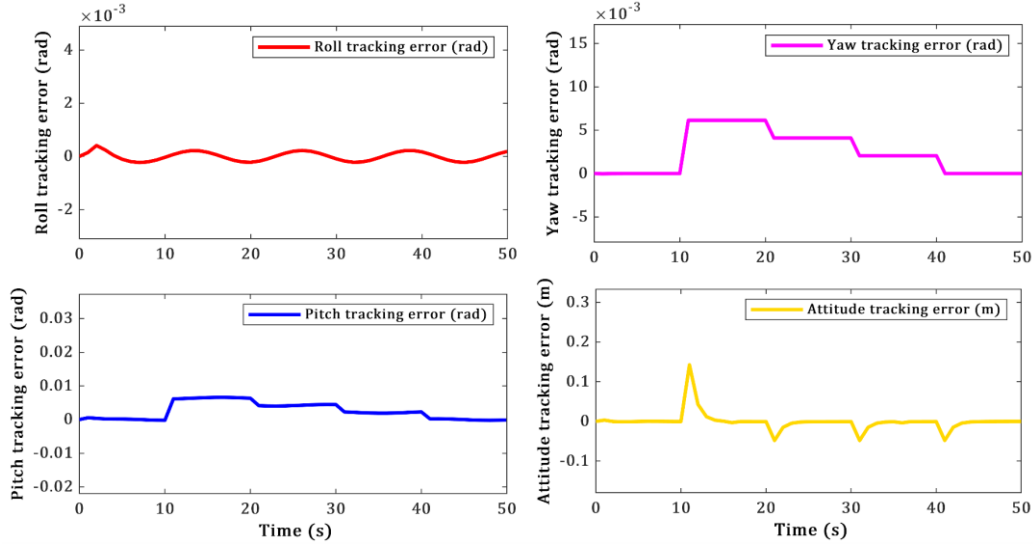 ×10⁻³
4
2
0
-2
Roll tracking error (rad)
Roll tracking error (rad)
0 10 20 30 40 50
×10⁻³
15
10
5
0
-5
Yaw tracking error (rad)
Yaw tracking error (rad)
0 10 20 30 40 50
0.03
0.02
0.01
0
-0.01
-0.02
Pitch tracking error (rad)
Pitch tracking error (rad)
0 10 20 30 40 50
Time (s)
0.3
0.2
0.1
0
-0.1
Attitude tracking error (m)
Attitude tracking error (m)
0 10 20 30 40 50
Time (s)